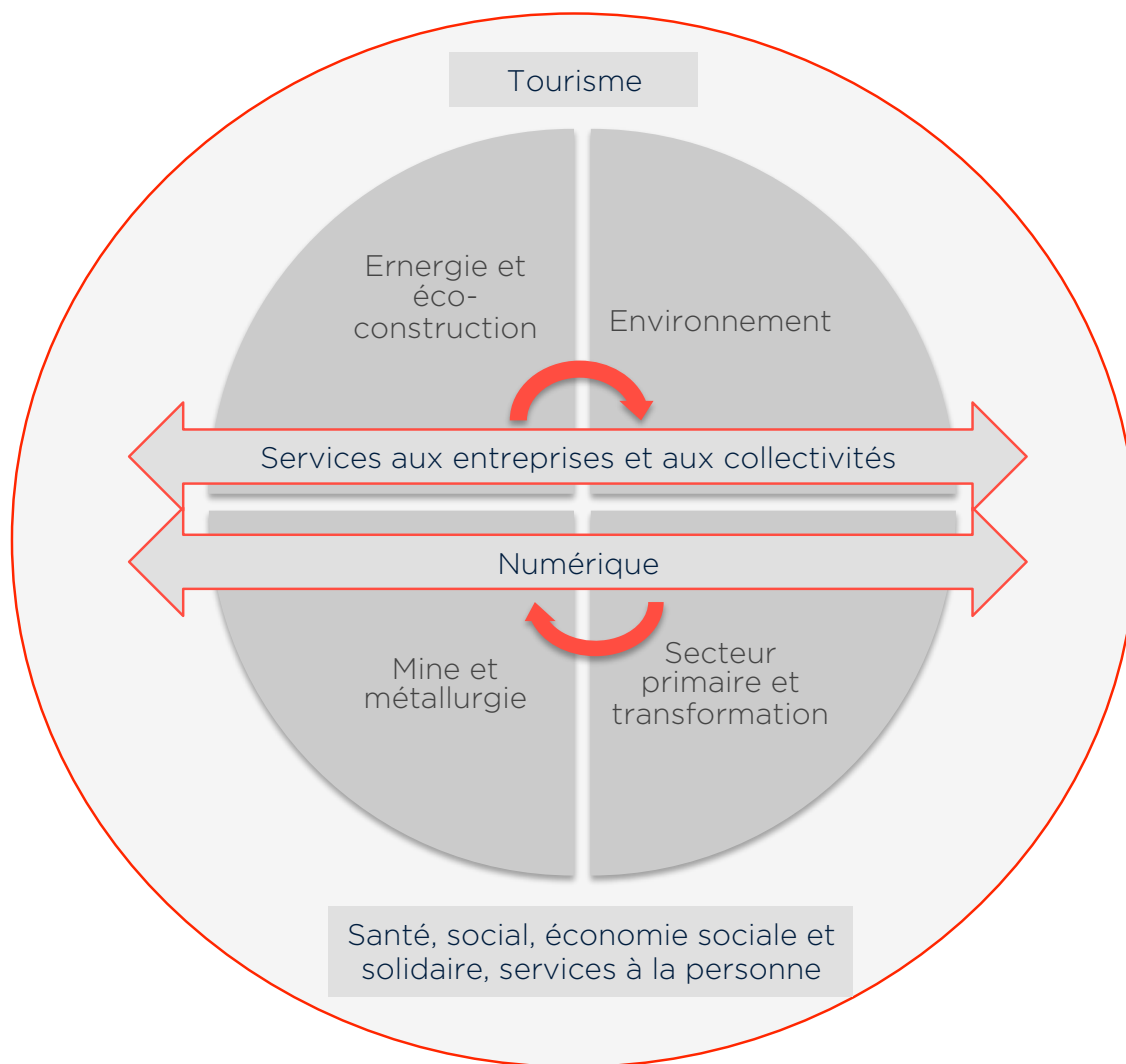 Tourisme
Ernergie et
éco-
construction
Environnement
Services aux entreprises et aux collectivités
Numérique
Mine et
métallurgie
Secteur
primaire et
transformation
Santé, social, économie sociale et
solidaire, services à la personne